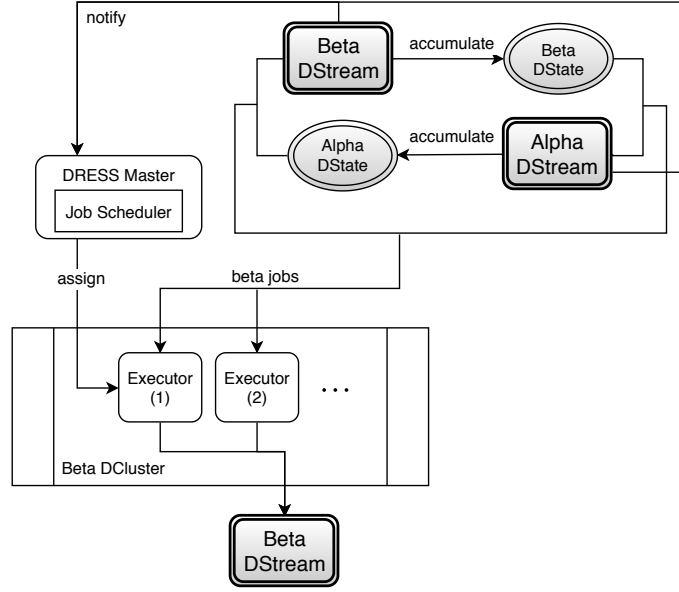 notify
Beta
DStream
accumulate
Beta
DState
Alpha
DState
accumulate
Alpha
DStream
DRESS Master
Job Scheduler
assign
beta jobs
Executor
(1)
Executor
(2)
...
Beta DCluster
Beta
DStream